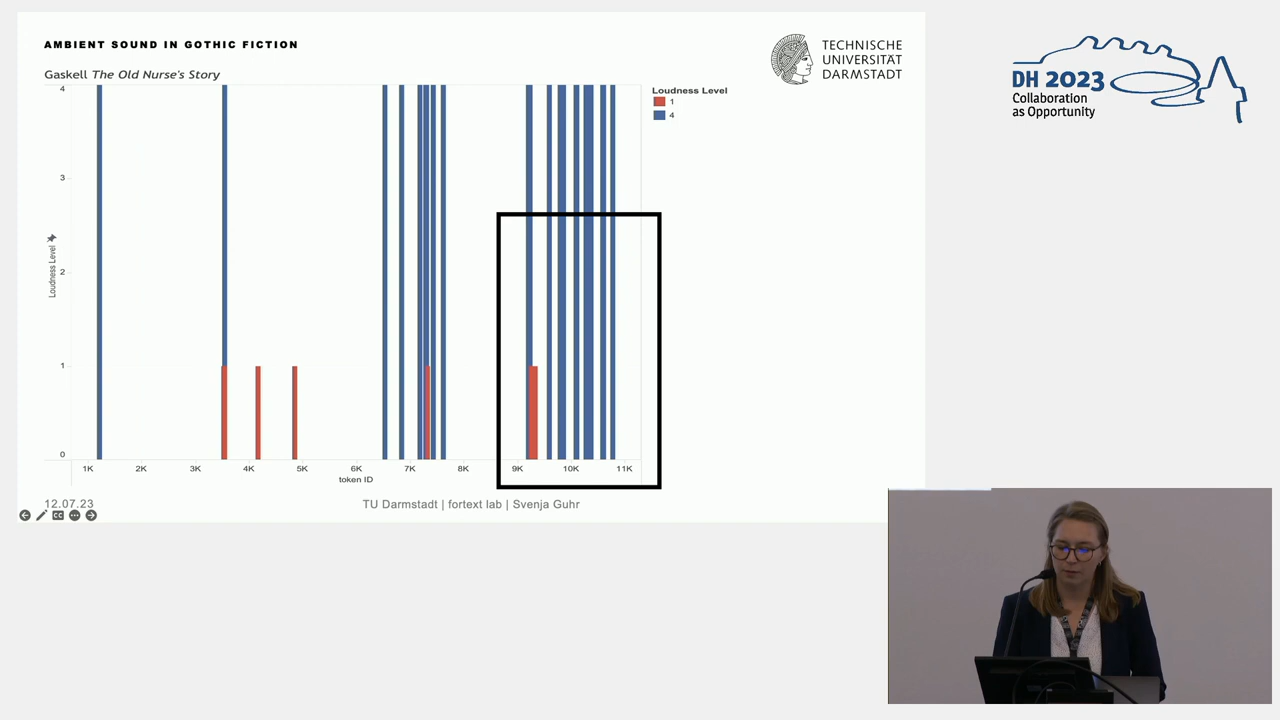 AMBIENT SOUND IN GOTHIC FICTION
Gaskell The Old Nurse's Story
TECHNISCHE
UNIVERSITÄT
DARMSTADT
DH 2023
Collaboration
as Opportunity
Loudness Level
1
4
4
3
2
1
0
Loudness Level
1K 2K 3K 4K 5K 6K 7K 8K 9K 10K 11K
token ID
12.07.23
TU Darmstadt | fortext lab | Svenja Guhr
CC